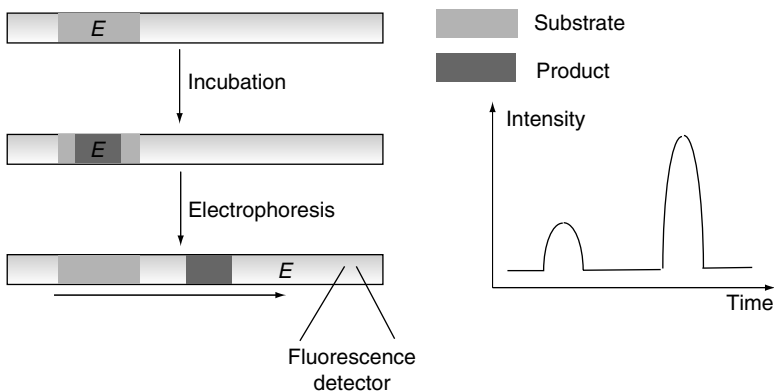 E
Incubation
E
Electrophoresis
E
Fluorescence
detector
Substrate
Product
Intensity
Time